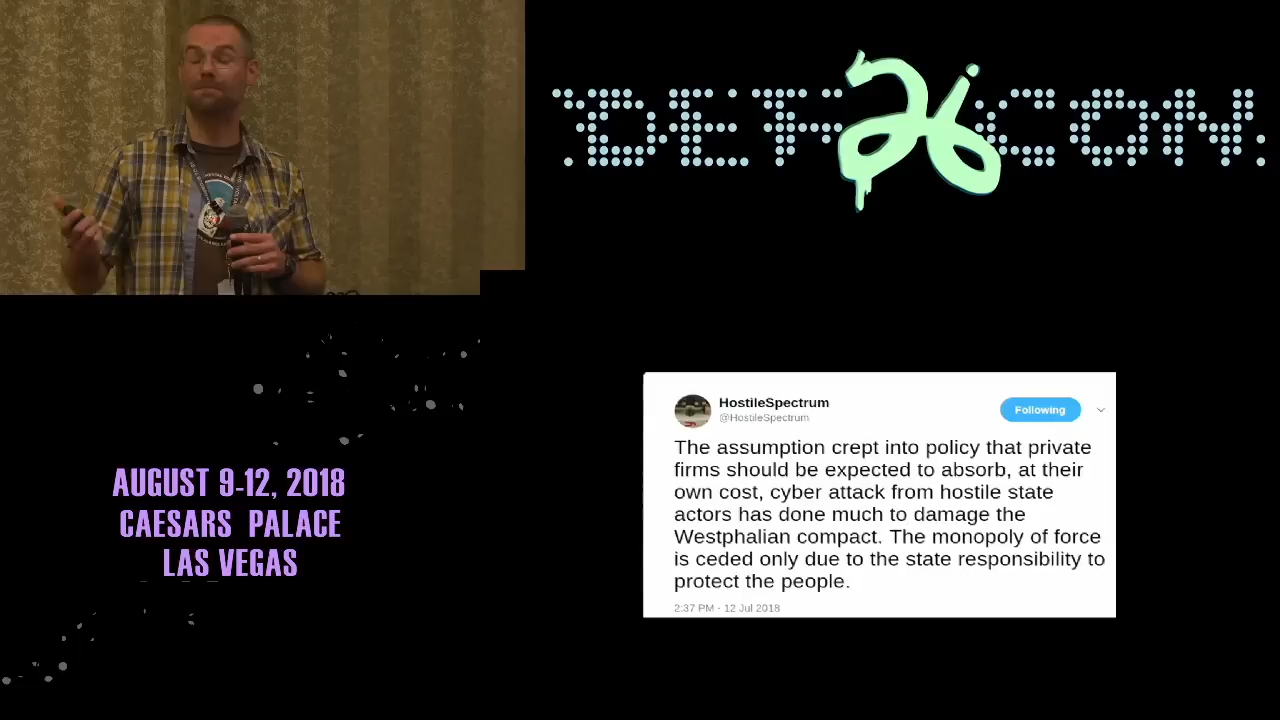 DEF 26 CON
HostileSpectrum
@HostileSpectrum
Following
The assumption crept into policy that private
firms should be expected to absorb, at their
own cost, cyber attack from hostile state
actors has done much to damage the
Westphalian compact. The monopoly of force
is ceded only due to the state responsibility to
protect the people.
2:37 PM - 12 Jul 2018
AUGUST 9-12, 2018
CAESARS PALACE
LAS VEGAS